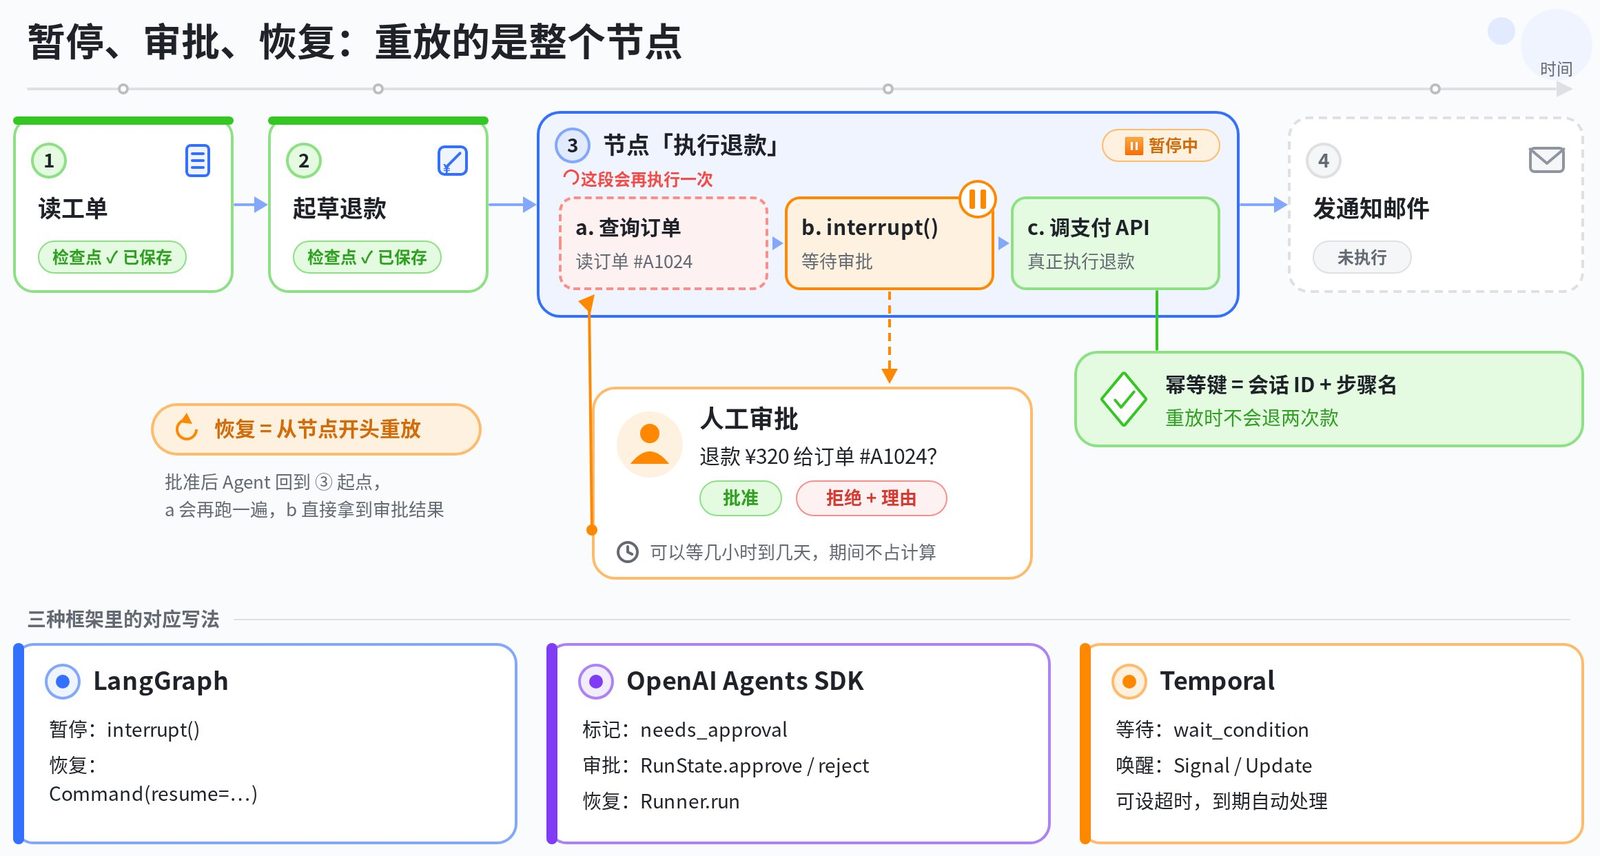 暂停、审批、恢复：重放的是整个节点
时间
1
读工单
检查点 ✓ 已保存
2
起草退款
检查点 ✓ 已保存
3 节点「执行退款」
暂停中
这段会再执行一次
a. 查询订单
读订单 #A1024
b. interrupt()
等待审批
c. 调支付 API
真正执行退款
4
发通知邮件
未执行
幂等键 = 会话 ID + 步骤名
重放时不会退两次款
恢复 = 从节点开头重放
批准后 Agent 回到 ③ 起点，
a 会再跑一遍，b 直接拿到审批结果
人工审批
退款 ¥320 给订单 #A1024?
批准
拒绝 + 理由
可以等几小时到几天，期间不占计算
三种框架里的对应写法
LangGraph
暂停：interrupt()
恢复：
Command(resume=…)
OpenAI Agents SDK
标记：needs_approval
审批：RunState.approve / reject
恢复：Runner.run
Temporal
等待：wait_condition
唤醒：Signal / Update
可设超时，到期自动处理